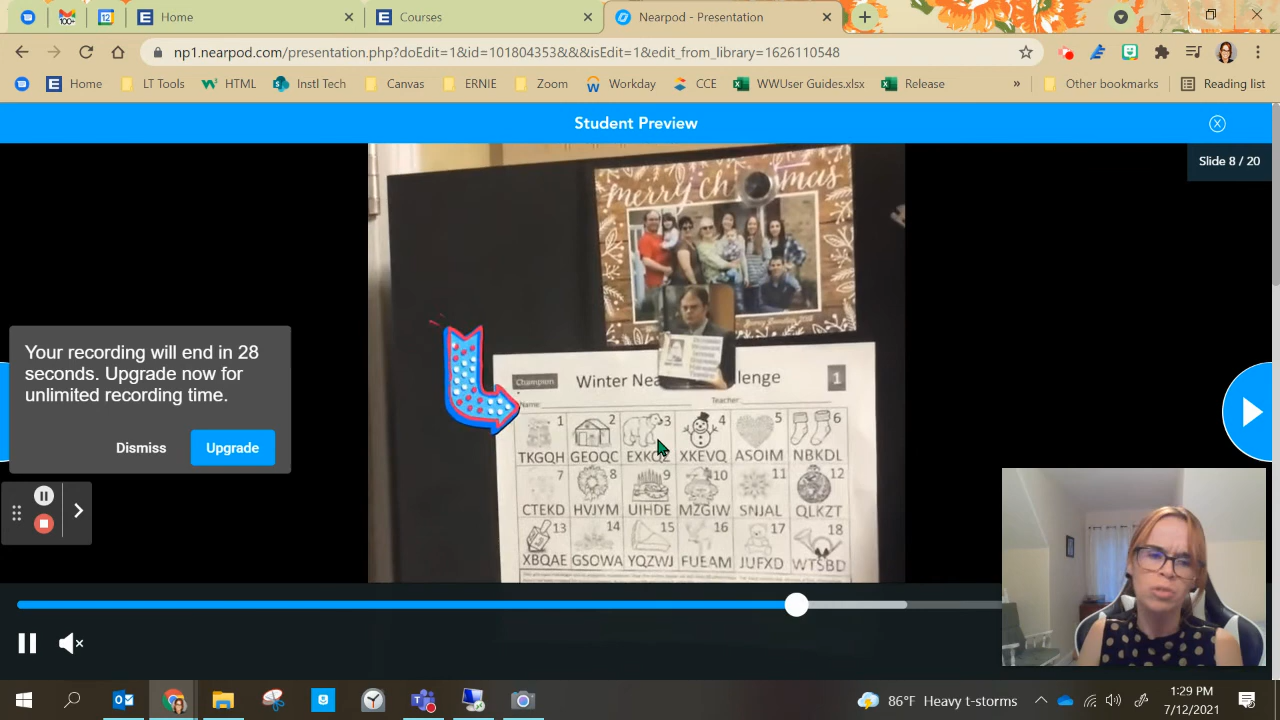 Home
Courses
Nearpod - Presentation
np1.nearpod.com/presentation.php?doEdit=1&id=101804353&&&isEdit=1&edit_from_library=1626110548
Home LT Tools HTML Instl Tech Canvas ERNIE Zoom Workday CCE WWUser Guides.xlsx Release » Other bookmarks Reading list
Student Preview
Slide 8 / 20
Merry christmas
Your recording will end in 28
seconds. Upgrade now for
unlimited recording time.
Dismiss Upgrade
Champion Winter Nea lenge 1
Name: Teacher:
1 2 3 4 5 6
TKGQH GEOQC XKEVQ ASOIM NBKDL
7 8 9 10 11 12
CTEKD HVJYM UIHDE MZGIW SNJAL QLKZT
13 14 15 16 17 18
XBQAE GSOWA YQZWJ FUEAM JUFXD WTSBD
86°F Heavy t-storms
1:29 PM
7/12/2021